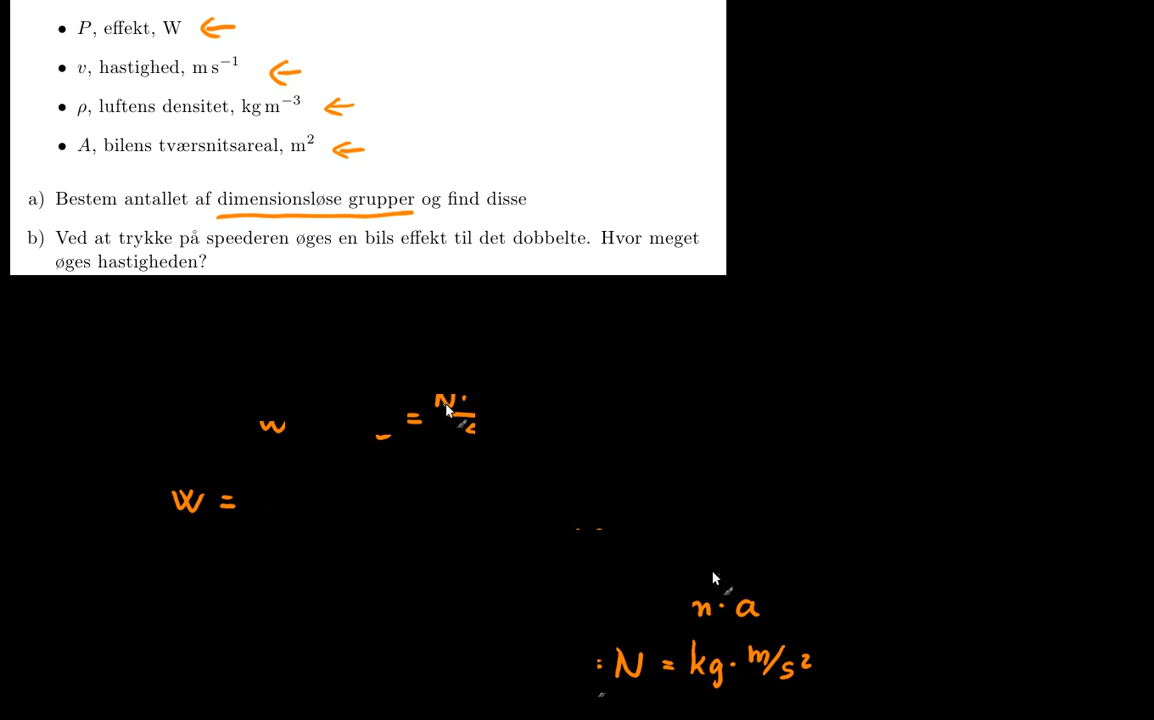 • P, effekt, W
• v, hastighed, m s⁻¹
• ρ, luftens densitet, kg m⁻³
• A, bilens tværsnitsareal, m²
a) Bestem antallet af dimensionsløse grupper og find disse
b) Ved at trykke på speederen øges en bils effekt til det dobbelte. Hvor meget
øges hastigheden?
= N·
W =
n · a
: N = kg · m/s²